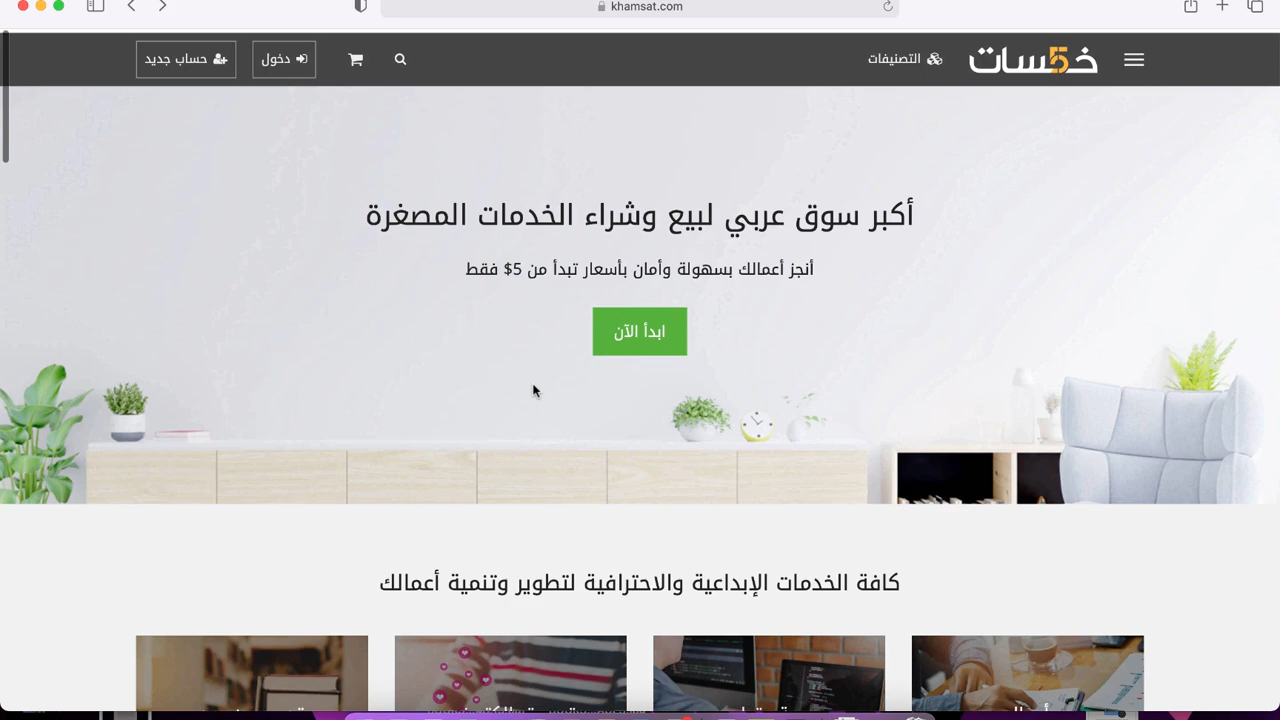 khamsat.com
خمسات
التصنيفات
دخول
حساب جديد
أكبر سوق عربي لبيع وشراء الخدمات المصغرة
أنجز أعمالك بسهولة وأمان بأسعار تبدأ من 5$ فقط
ابدأ الآن
كافة الخدمات الإبداعية والاحترافية لتطوير وتنمية أعمالك